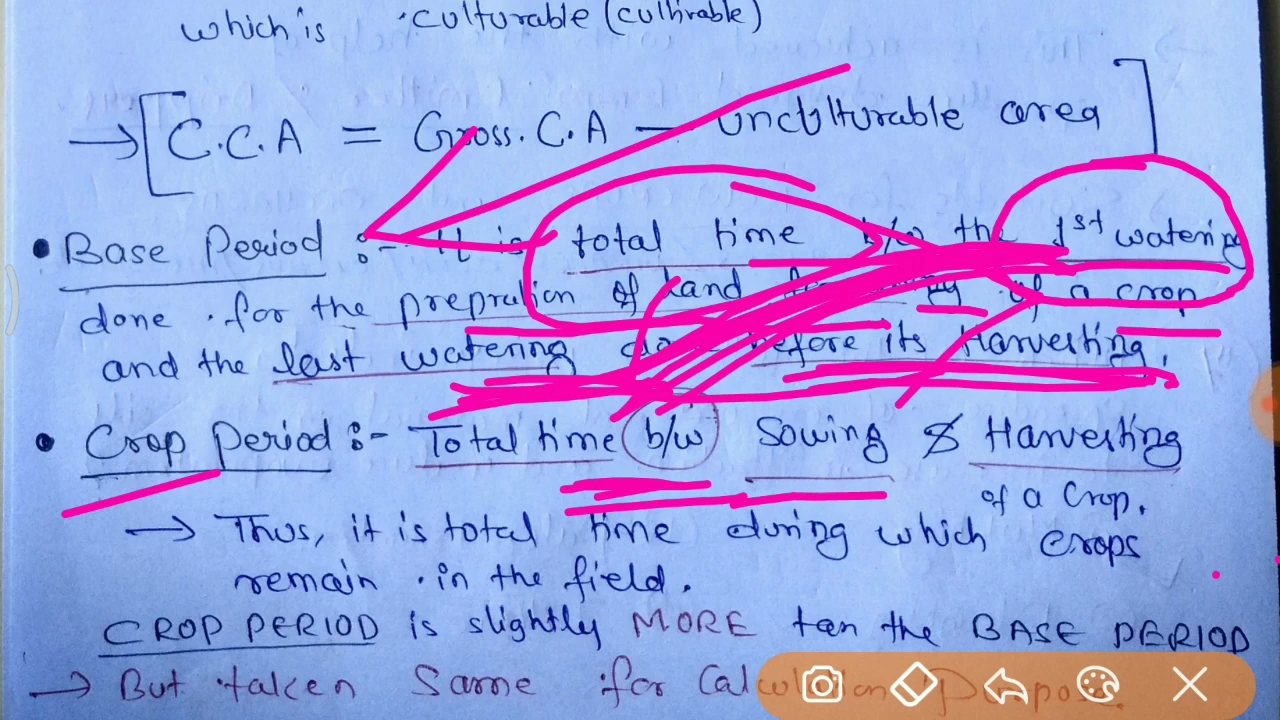 which is culturable (cultivable)
→ [C.C.A = Gross. C.A - Unculturable area]
• Base Period :- It is total time b/w the 1st watering
done for the prepration of land of a crop
and the last watering before its Harvesting.
• Crop Period :- Total time b/w Sowing & Harvesting
of a Crop.
→ Thus, it is total time during which crops
remain in the field.
CROP PERIOD is slightly MORE tan the BASE PERIOD
→ But taken Same for Calculation Purpose.